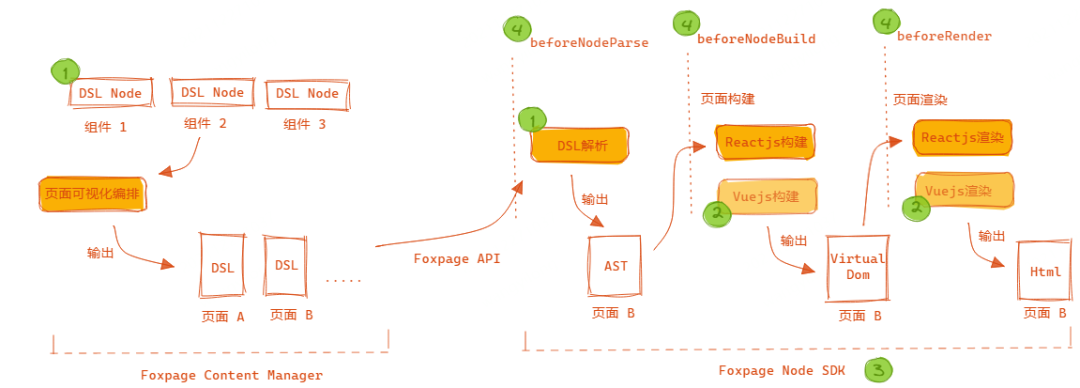 1
DSL Node
DSL Node
DSL Node
组件 1
组件 2
组件 3
页面可视化编排
输出
DSL
DSL
.....
页面 A
页面 B
Foxpage Content Manager
Foxpage API
4
beforeNodeParse
1
DSL解析
输出
AST
页面 B
4
beforeNodeBuild
页面构建
Reactjs构建
Vuejs构建
2
输出
Virtual
Dom
页面 B
4
beforeRender
页面渲染
Reactjs渲染
Vuejs渲染
2
输出
Html
页面 B
Foxpage Node SDK
3